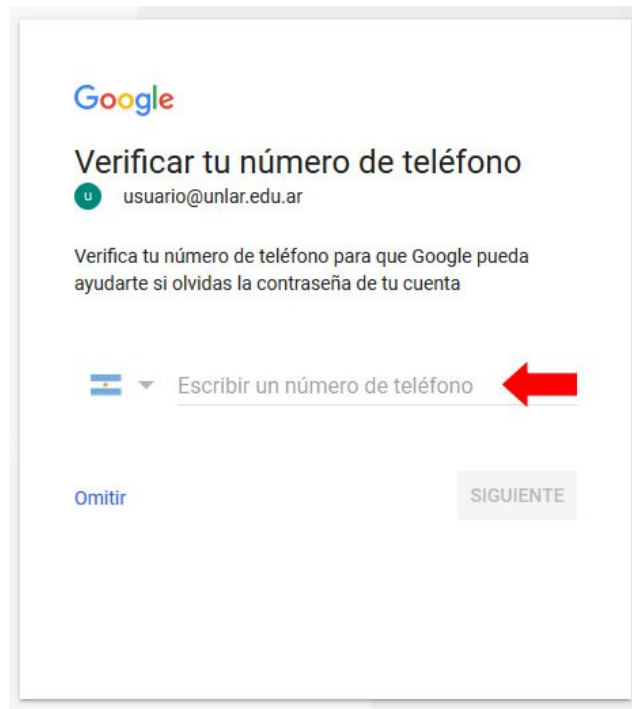 Google
Verificar tu número de teléfono
u usuario@unlar.edu.ar
Verifica tu número de teléfono para que Google pueda
ayudarte si olvidas la contraseña de tu cuenta
Escribir un número de teléfono
Omitir SIGUIENTE